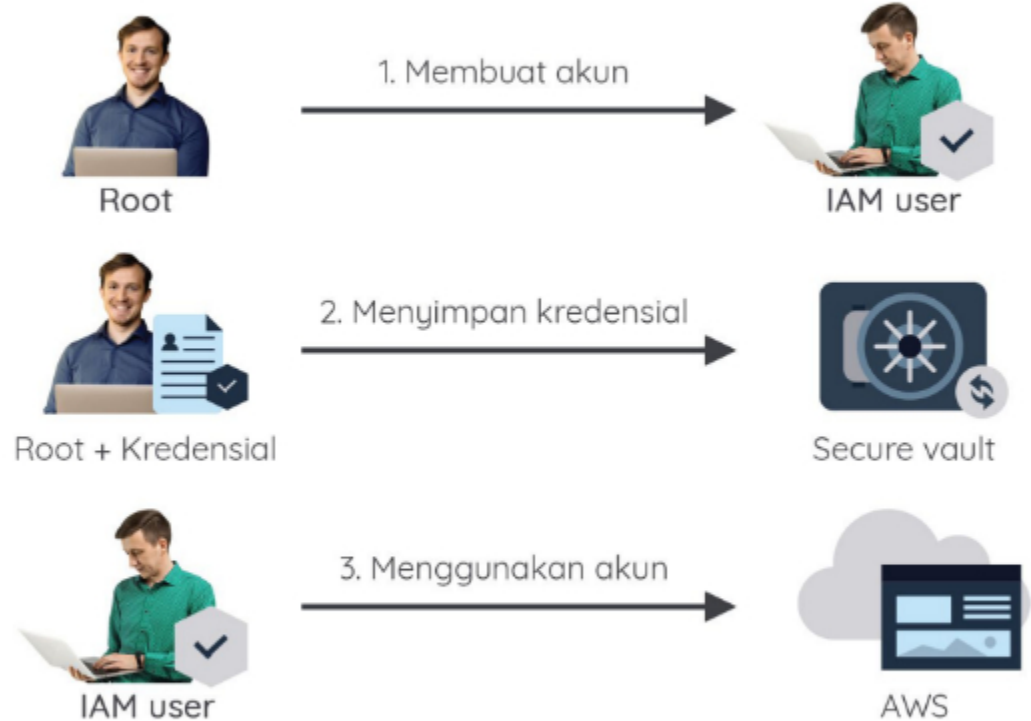 1. Membuat akun
Root
IAM user
2. Menyimpan kredensial
Root + Kredensial
Secure vault
3. Menggunakan akun
IAM user
AWS